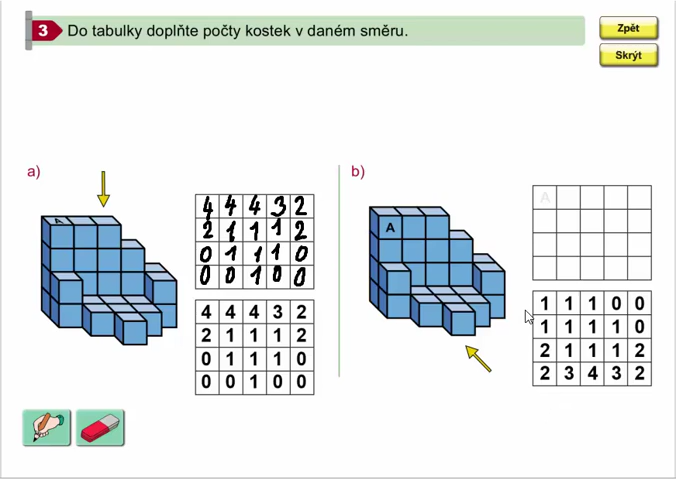 3 Do tabulky doplňte počty kostek v daném směru.
Zpět
Skrýt
a)
A
4 4 4 3 2
2 1 1 1 2
0 1 1 1 0
0 0 1 0 0
4 4 4 3 2
2 1 1 1 2
0 1 1 1 0
0 0 1 0 0
b)
A
A
1 1 1 0 0
1 1 1 1 0
2 1 1 1 2
2 3 4 3 2